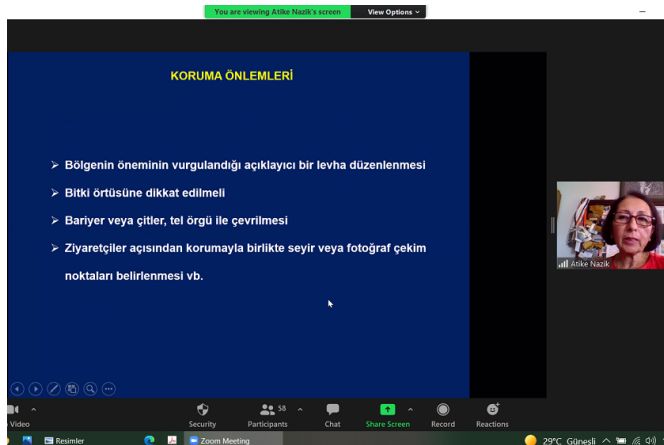 You are viewing Atike Nazik's screen
View Options
KORUMA ÖNLEMLERİ
Bölgenin öneminin vurgulandığı açıklayıcı bir levha düzenlenmesi
Bitki örtüsüne dikkat edilmeli
Bariyer veya çitler, tel örgü ile çevrilmesi
Ziyaretçiler açısından korumayla birlikte seyir veya fotoğraf çekim
noktaları belirlenmesi vb.
Atike Nazik
58
Video
Security
Participants
Chat
Share Screen
Record
Reactions
Resimler
Zoom Meeting
29°C Güneşli